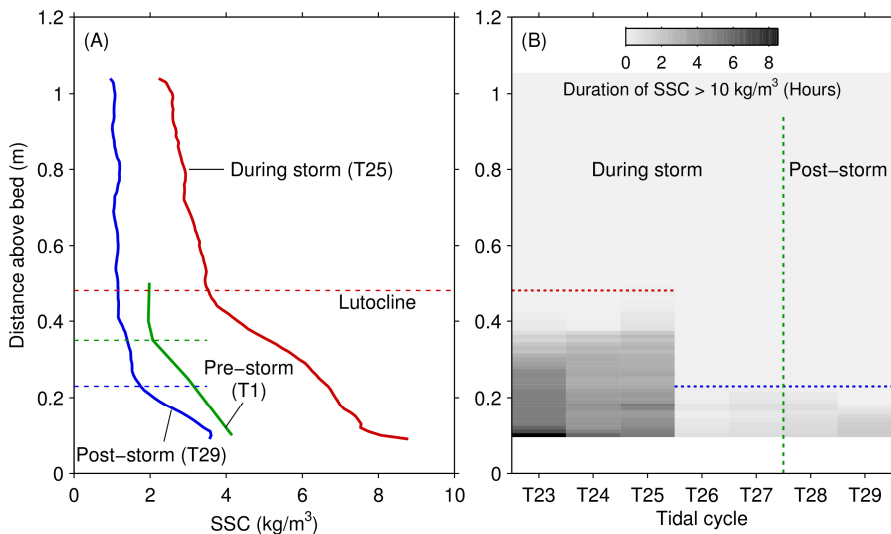 (A)
1.2
1
0.8
0.6
0.4
0.2
0
Distance above bed (m)
During storm (T25)
Lutocline
Pre−storm
(T1)
Post−storm (T29)
0 2 4 6 8 10
SSC (kg/m³)
(B)
0 2 4 6 8
Duration of SSC > 10 kg/m³ (Hours)
1.2
1
0.8
0.6
0.4
0.2
0
During storm
Post−storm
T23 T24 T25 T26 T27 T28 T29
Tidal cycle